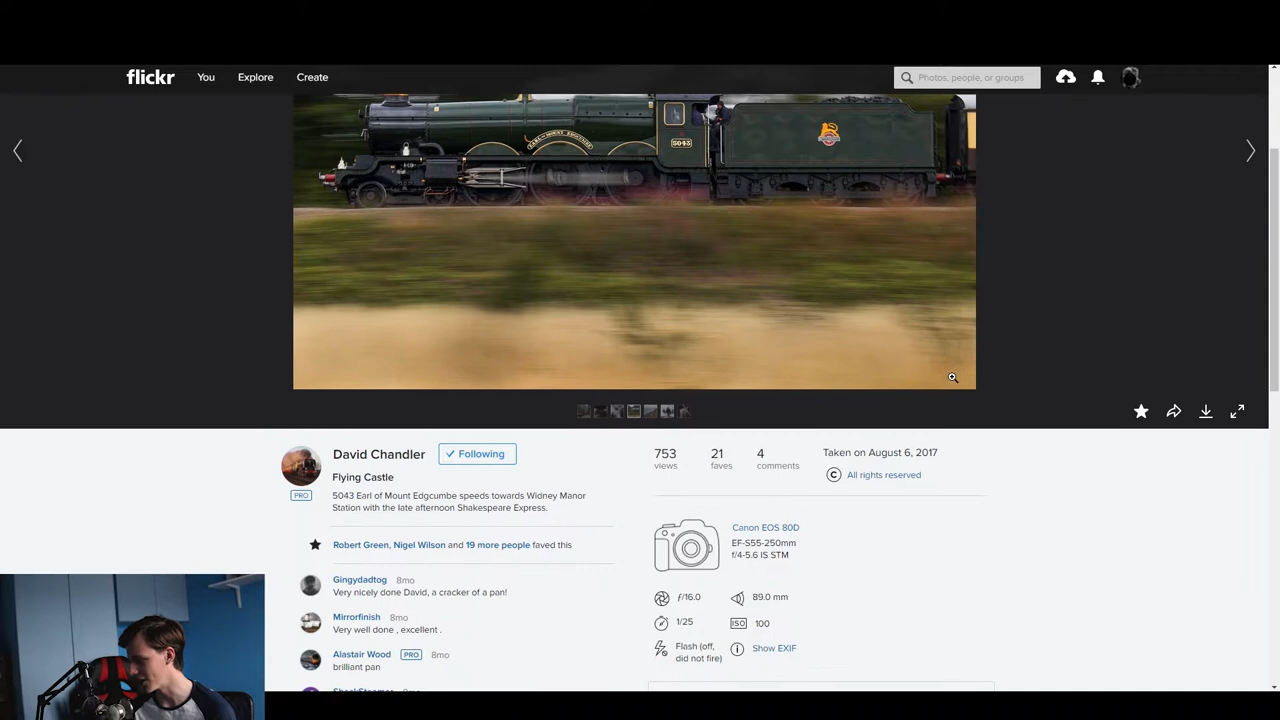 flickr You Explore Create Photos, people, or groups
EARL OF MOUNT EDGCUMBE
5043
David Chandler Following
PRO
Flying Castle
5043 Earl of Mount Edgcumbe speeds towards Widney Manor
Station with the late afternoon Shakespeare Express.
Robert Green, Nigel Wilson and 19 more people faved this
Gingydadtog 8mo
Very nicely done David, a cracker of a pan!
Mirrorfinish 8mo
Very well done , excellent .
Alastair Wood PRO 8mo
brilliant pan
753 21 4
views faves comments
Taken on August 6, 2017
All rights reserved
Canon EOS 80D
EF-S55-250mm
f/4-5.6 IS STM
ƒ/16.0 89.0 mm
1/25 ISO 100
Flash (off,
did not fire)
Show EXIF